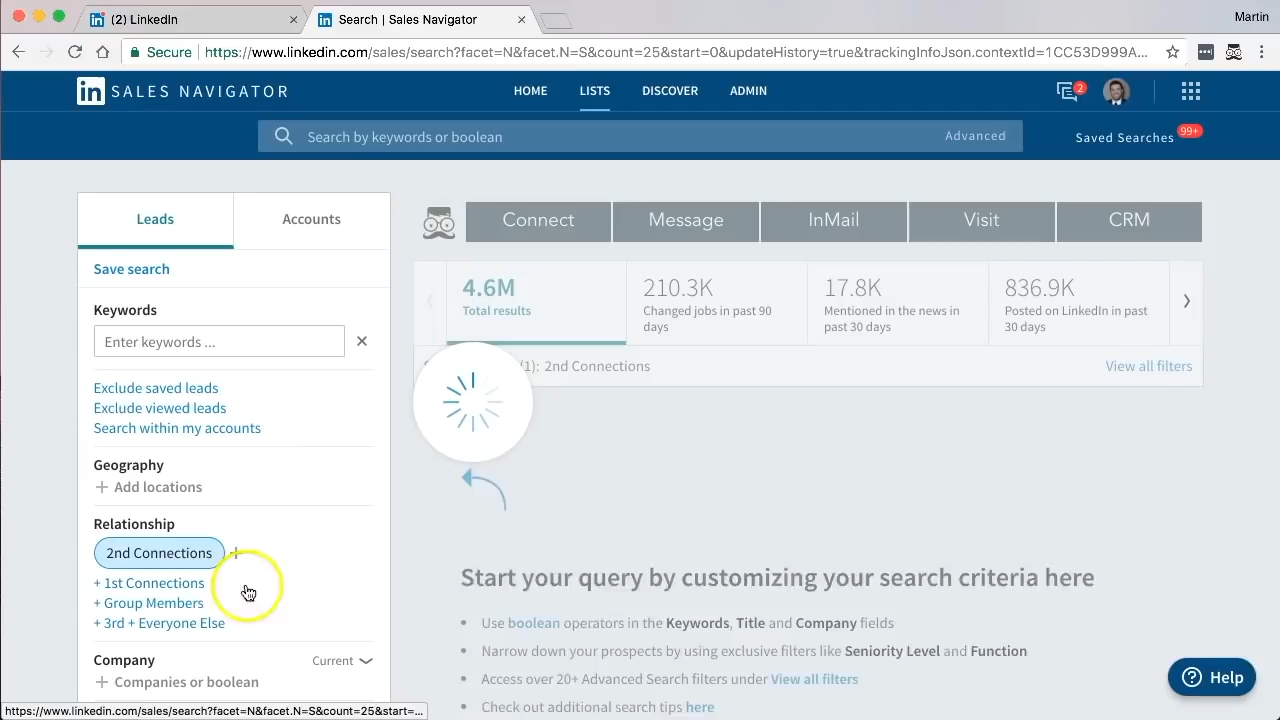 (2) LinkedIn
Search | Sales Navigator
Martin
Secure
https://www.linkedin.com/sales/search?facet=N&facet.N=S&count=25&start=0&updateHistory=true&trackingInfoJson.contextId=1CC53D999A...
in SALES NAVIGATOR
HOME
LISTS
DISCOVER
ADMIN
2
Search by keywords or boolean
Advanced
Saved Searches 99+
Leads
Accounts
Connect
Message
InMail
Visit
CRM
Save search
4.6M
Total results
210.3K
Changed jobs in past 90
days
17.8K
Mentioned in the news in
past 30 days
836.9K
Posted on LinkedIn in past
30 days
Keywords
Enter keywords ...
(1): 2nd Connections
View all filters
Exclude saved leads
Exclude viewed leads
Search within my accounts
Geography
+ Add locations
Relationship
2nd Connections +
+ 1st Connections
+ Group Members
+ 3rd + Everyone Else
Company
Current
+ Companies or boolean
Start your query by customizing your search criteria here
• Use boolean operators in the Keywords, Title and Company fields
• Narrow down your prospects by using exclusive filters like Seniority Level and Function
• Access over 20+ Advanced Search filters under View all filters
• Check out additional search tips here
Help
https://www.linkedin.com/sales/search?facet=N&facet.N=S&count=25&start=...